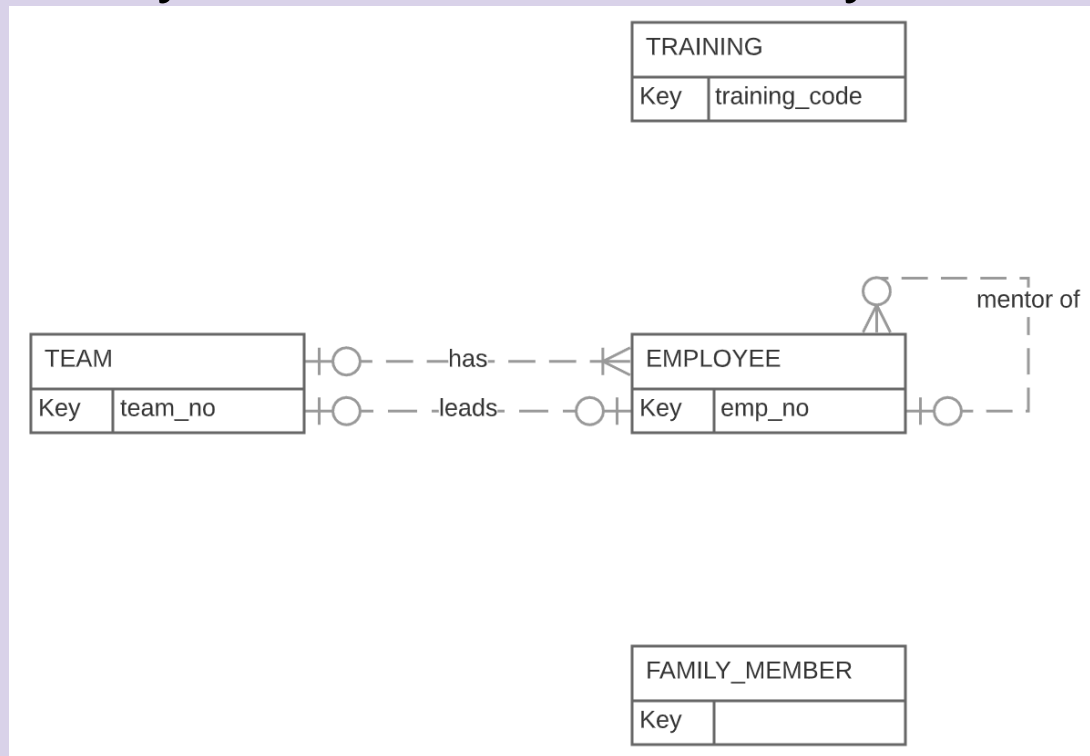 TRAINING
Key training_code
mentor of
TEAM
Key team_no
has
leads
EMPLOYEE
Key emp_no
FAMILY_MEMBER
Key